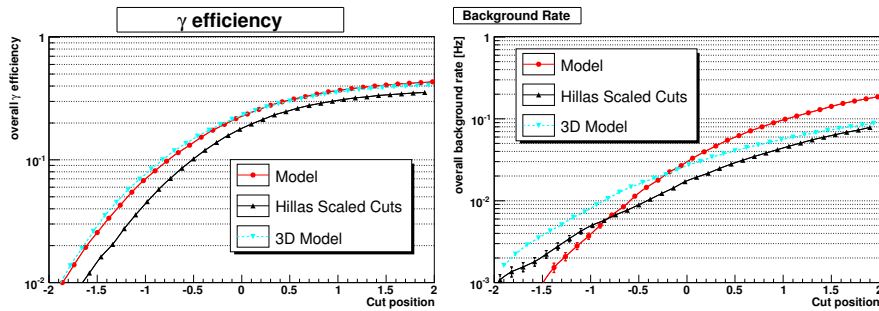 γ efficiency
overall γ efficiency
1
10-1
10-2
-2 -1.5 -1 -0.5 0 0.5 1 1.5 2
Cut position
Model
Hillas Scaled Cuts
3D Model
Background Rate
overall background rate [Hz]
1
10-1
10-2
10-3
-2 -1.5 -1 -0.5 0 0.5 1 1.5 2
Cut position
Model
Hillas Scaled Cuts
3D Model